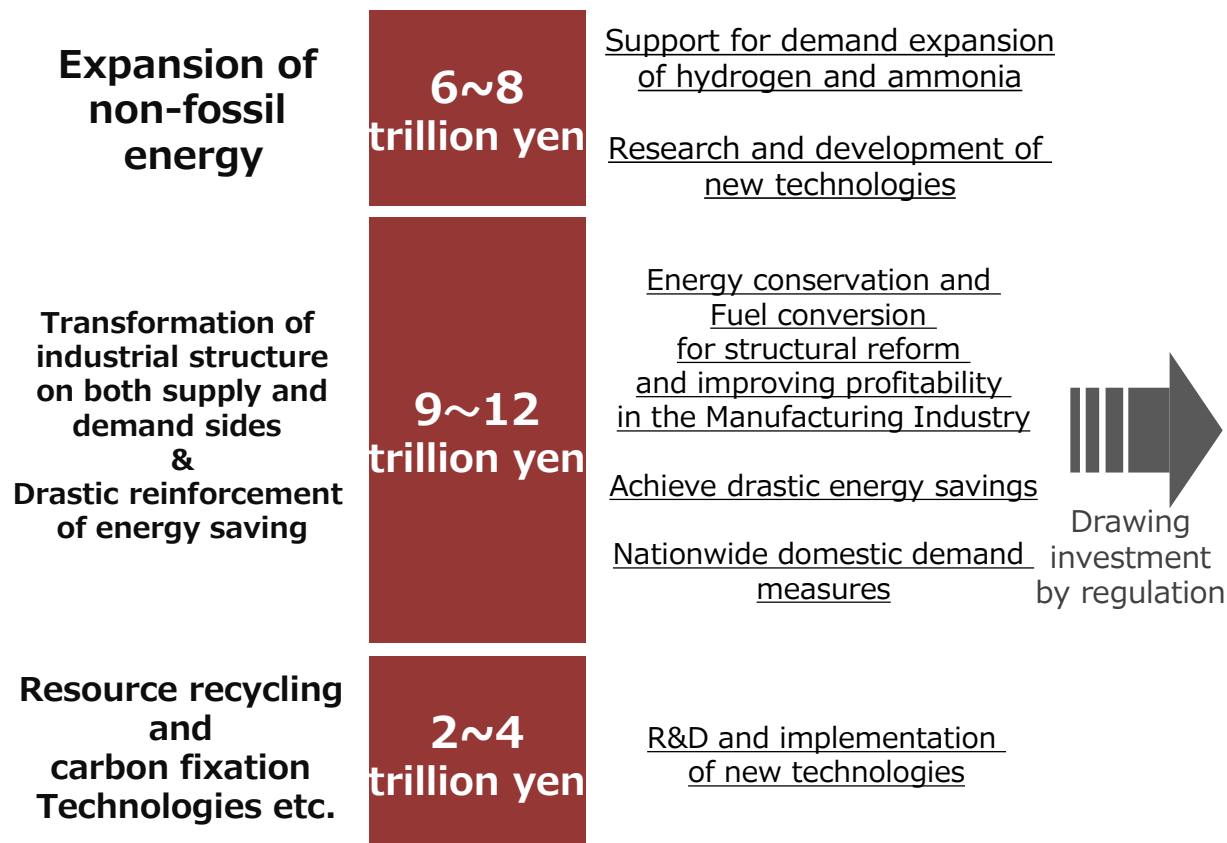 Expansion of
non-fossil
energy
6~8
trillion yen
Support for demand expansion
of hydrogen and ammonia
Research and development of
new technologies
Transformation of
industrial structure
on both supply and
demand sides
&
Drastic reinforcement
of energy saving
9～12
trillion yen
Energy conservation and
Fuel conversion
for structural reform
and improving profitability
in the Manufacturing Industry
Achieve drastic energy savings
Nationwide domestic demand
measures
Drawing
investment
by regulation
Resource recycling
and
carbon fixation
Technologies etc.
2~4
trillion yen
R&D and implementation
of new technologies